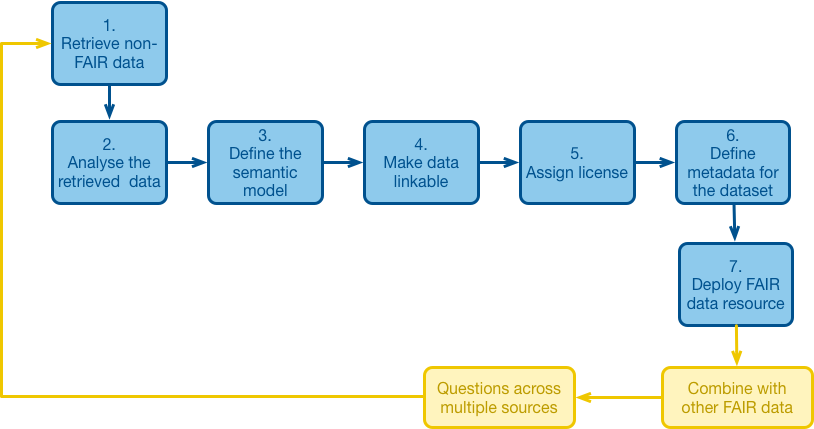 1.
Retrieve non-
FAIR data
2.
Analyse the
retrieved data
3.
Define the
semantic
model
4.
Make data
linkable
5.
Assign license
6.
Define
metadata for
the dataset
7.
Deploy FAIR
data resource
Combine with
other FAIR data
Questions across
multiple sources